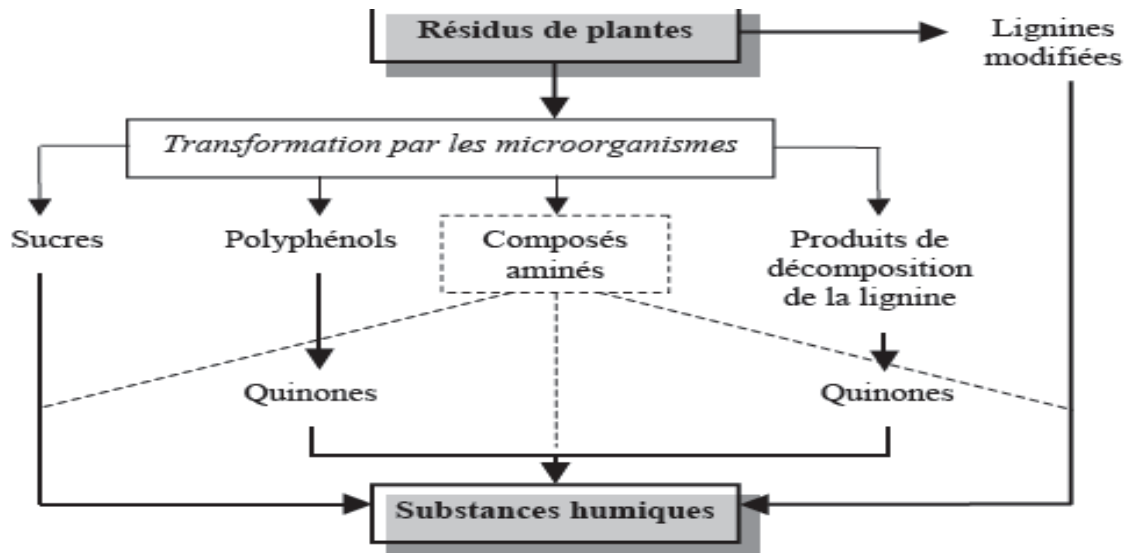 Résidus de plantes
Lignines
modifiées
Transformation par les microorganismes
Sucres
Polyphénols
Composés
aminés
Produits de
décomposition
de la lignine
Quinones
Quinones
Substances humiques